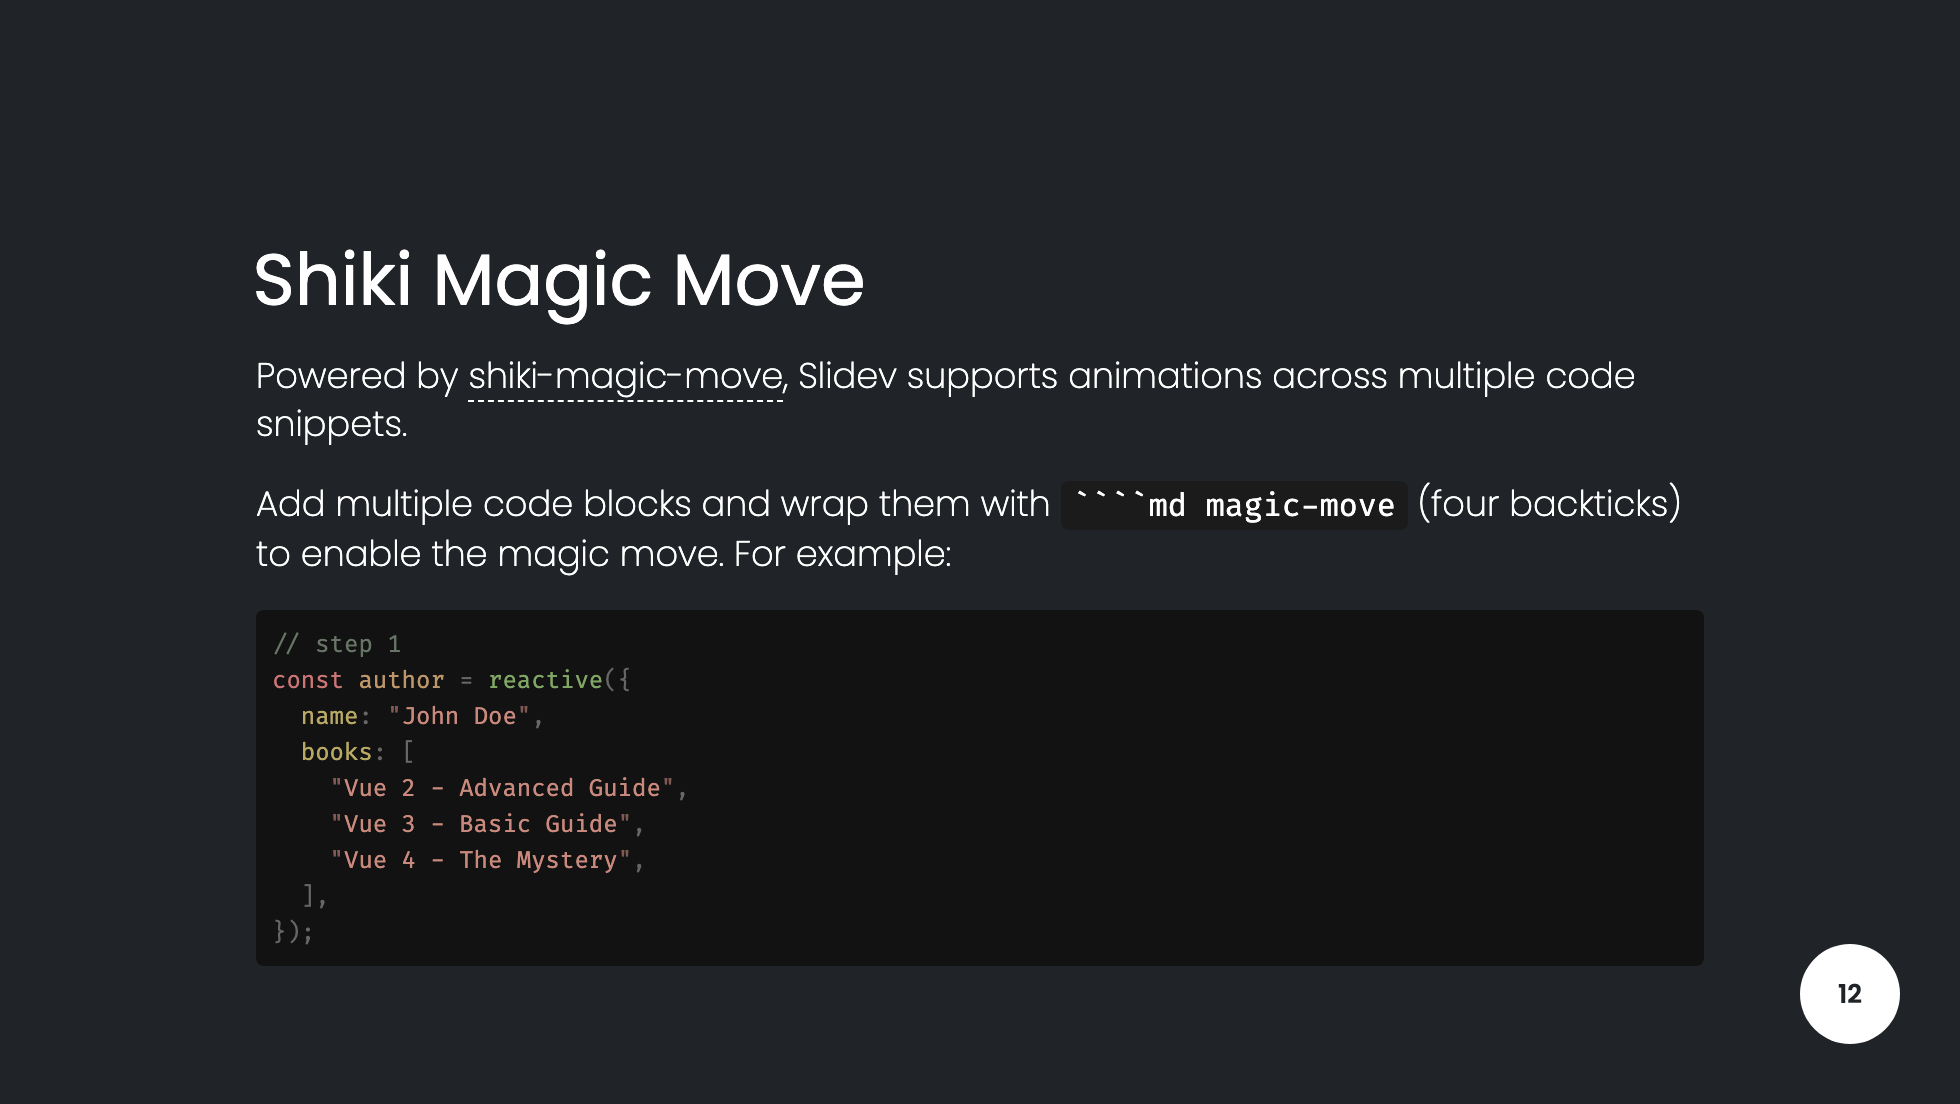 Shiki Magic Move
Powered by shiki-magic-move, Slidev supports animations across multiple code
snippets.
Add multiple code blocks and wrap them with ````md magic-move (four backticks)
to enable the magic move. For example:
// step 1
const author = reactive({
  name: "John Doe",
  books: [
    "Vue 2 - Advanced Guide",
    "Vue 3 - Basic Guide",
    "Vue 4 - The Mystery",
  ],
});
12